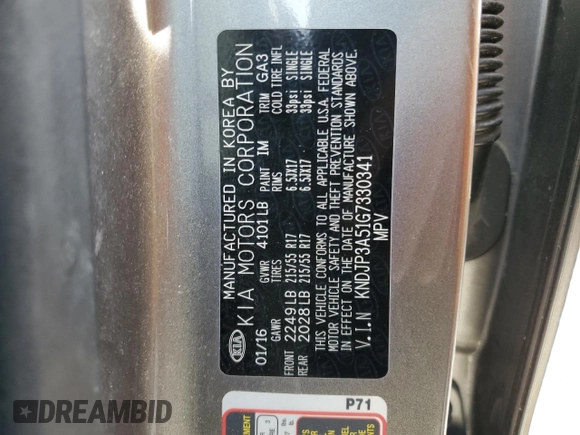 KIA
MANUFACTURED IN KOREA BY
KIA MOTORS CORPORATION
01/16 GVWR 4101LB PAINT IM TRIM GA3
GAWR TIRES RIMS COLD TIRE INFL
FRONT 2249LB 215/55 R17 6.5JX17 33psi SINGLE
REAR 2028LB 215/55 R17 6.5JX17 33psi SINGLE
THIS VEHICLE CONFORMS TO ALL APPLICABLE U.S.A. FEDERAL
MOTOR VEHICLE SAFETY AND THEFT PREVENTION STANDARDS
IN EFFECT ON THE DATE OF MANUFACTURE SHOWN ABOVE.
V.I.N KNDJP3A51G7330341
MPV
P71
DREAMBID